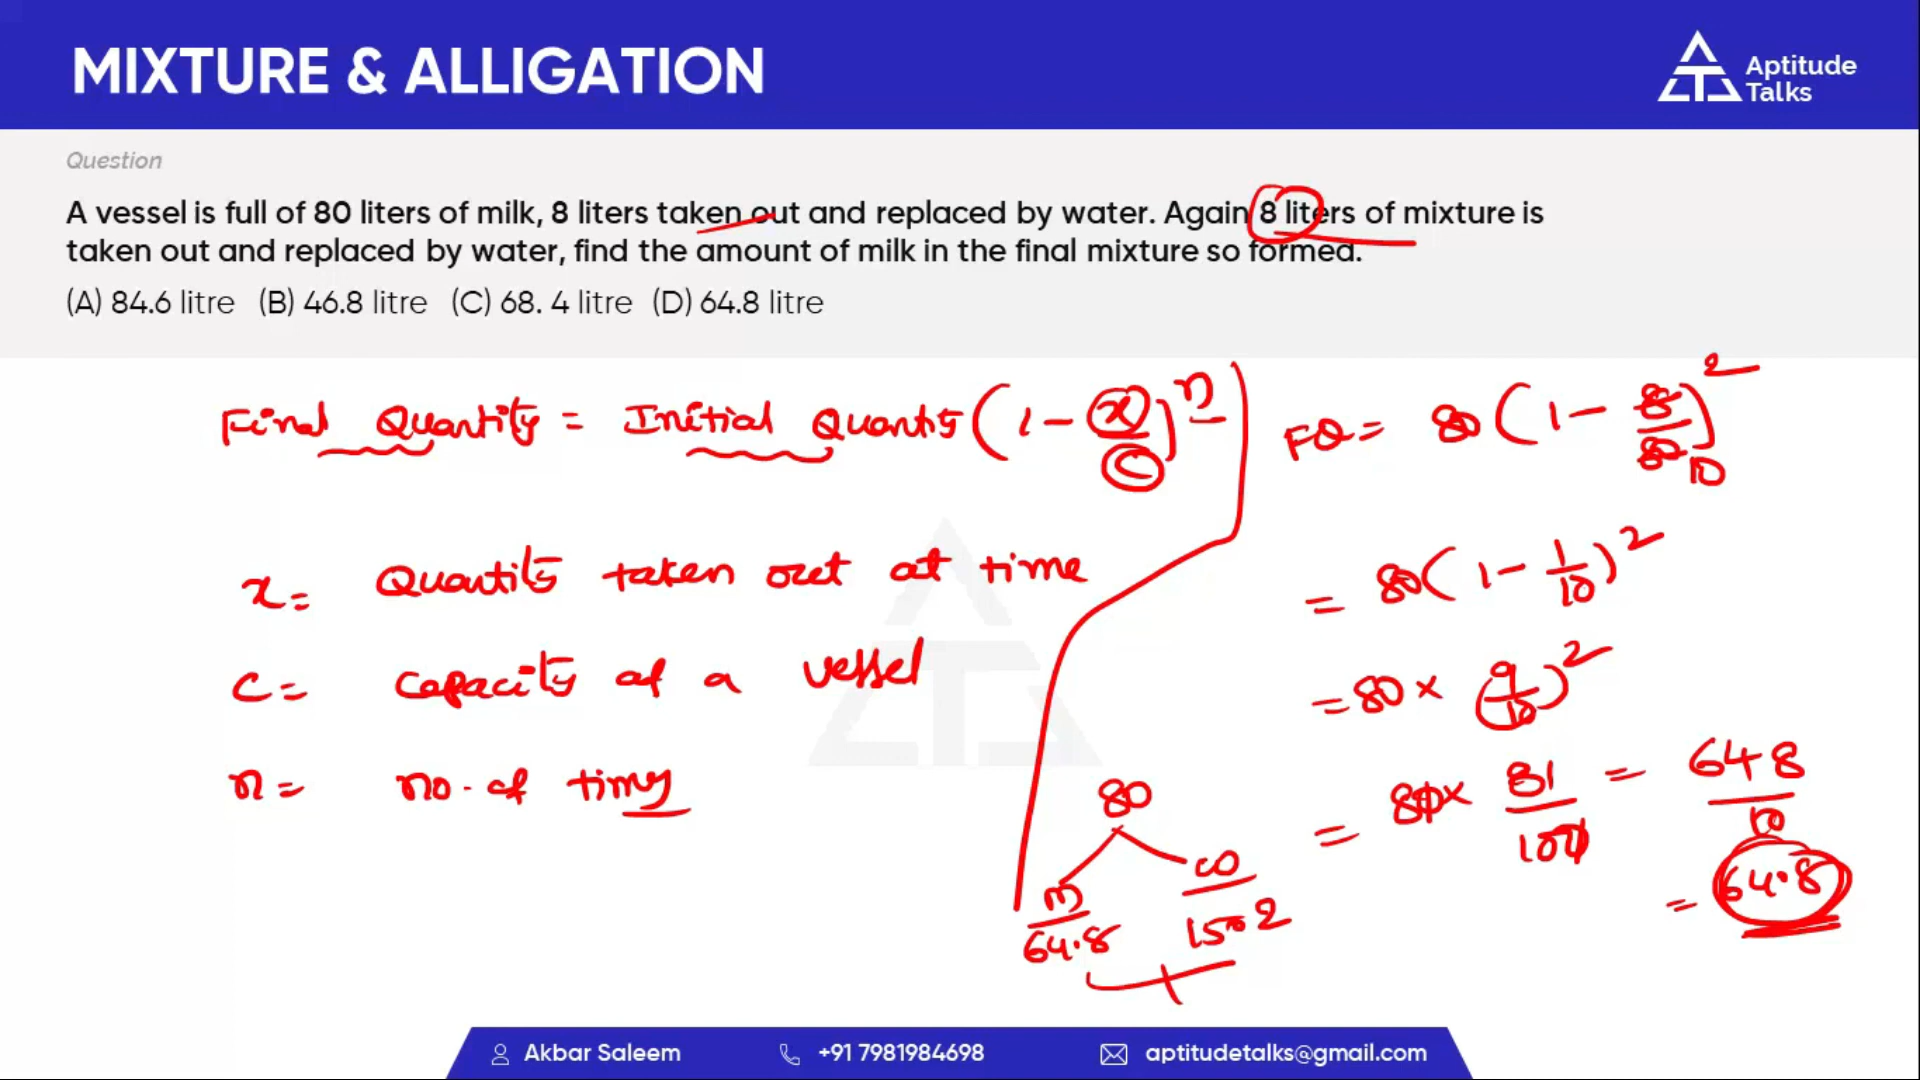 MIXTURE & ALLIGATION
Aptitude
Talks
Question
A vessel is full of 80 liters of milk, 8 liters taken out and replaced by water. Again 8 liters of mixture is
taken out and replaced by water, find the amount of milk in the final mixture so formed.
(A) 84.6 litre (B) 46.8 litre (C) 68. 4 litre (D) 64.8 litre
Final Quantity = Initial Quantity (1 - x/C)^n
x = Quantity taken out at time
C = Capacity of a vessel
n = no. of times
FQ = 80 (1 - 8/80)^2
10
= 80 (1 - 1/10)^2
= 80 × (9/10)^2
= 80 × 81/100 = 648/10
= 64.8
80
m w
64.8 15.2
Akbar Saleem
+91 7981984698
aptitudetalks@gmail.com